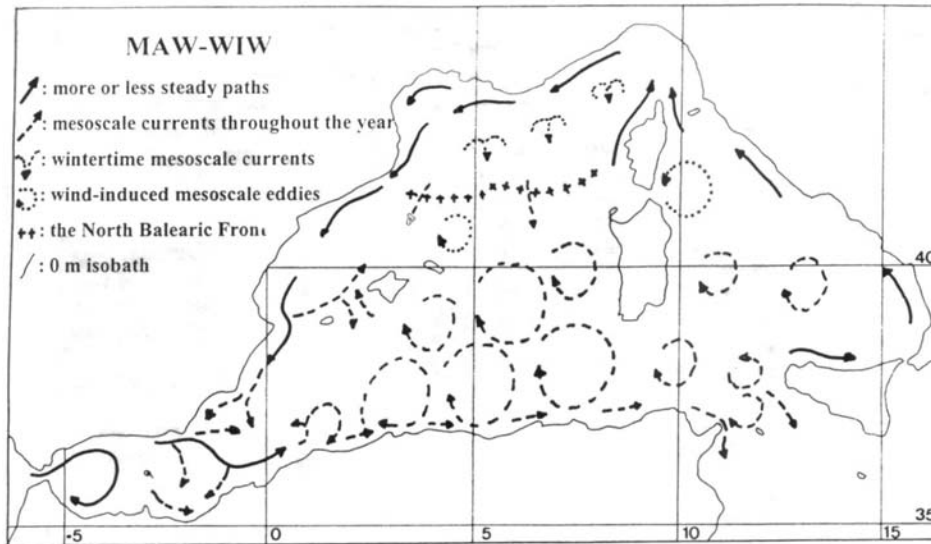 MAW-WIW
: more or less steady paths
: mesoscale currents throughout the year
: wintertime mesoscale currents
: wind-induced mesoscale eddies
: the North Balearic Fron
: 0 m isobath
40
35
-5 0 5 10 15